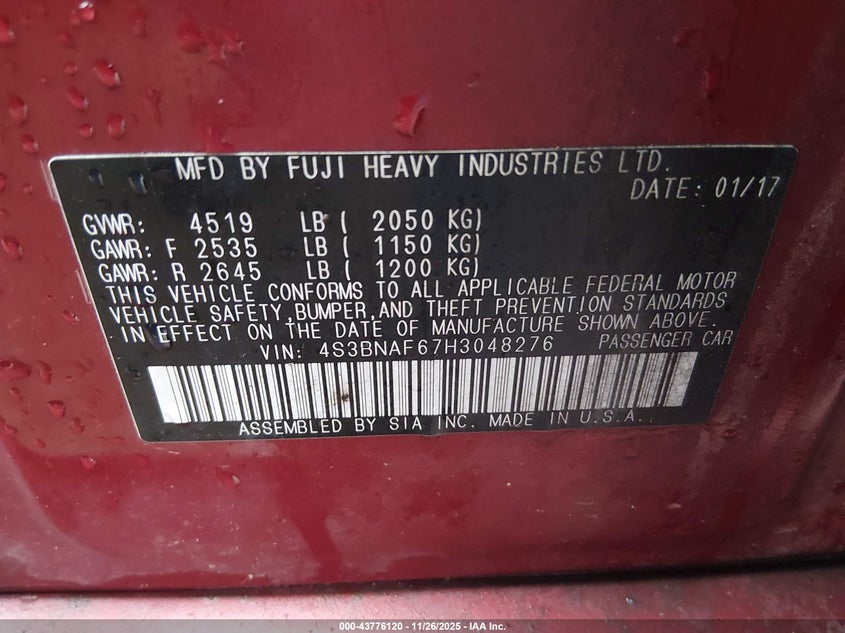 MFD BY FUJI HEAVY INDUSTRIES LTD.
DATE: 01/17
GVWR: 4519 LB ( 2050 KG)
GAWR: F 2535 LB ( 1150 KG)
GAWR: R 2645 LB ( 1200 KG)
THIS VEHICLE CONFORMS TO ALL APPLICABLE FEDERAL MOTOR
VEHICLE SAFETY,BUMPER,AND THEFT PREVENTION STANDARDS
IN EFFECT ON THE DATE OF MANUFACTURE SHOWN ABOVE.
VIN: 4S3BNAF67H3048276 PASSENGER CAR
ASSEMBLED BY SIA INC. MADE IN U.S.A.
000-43776120 - 11/26/2025 - IAA Inc.